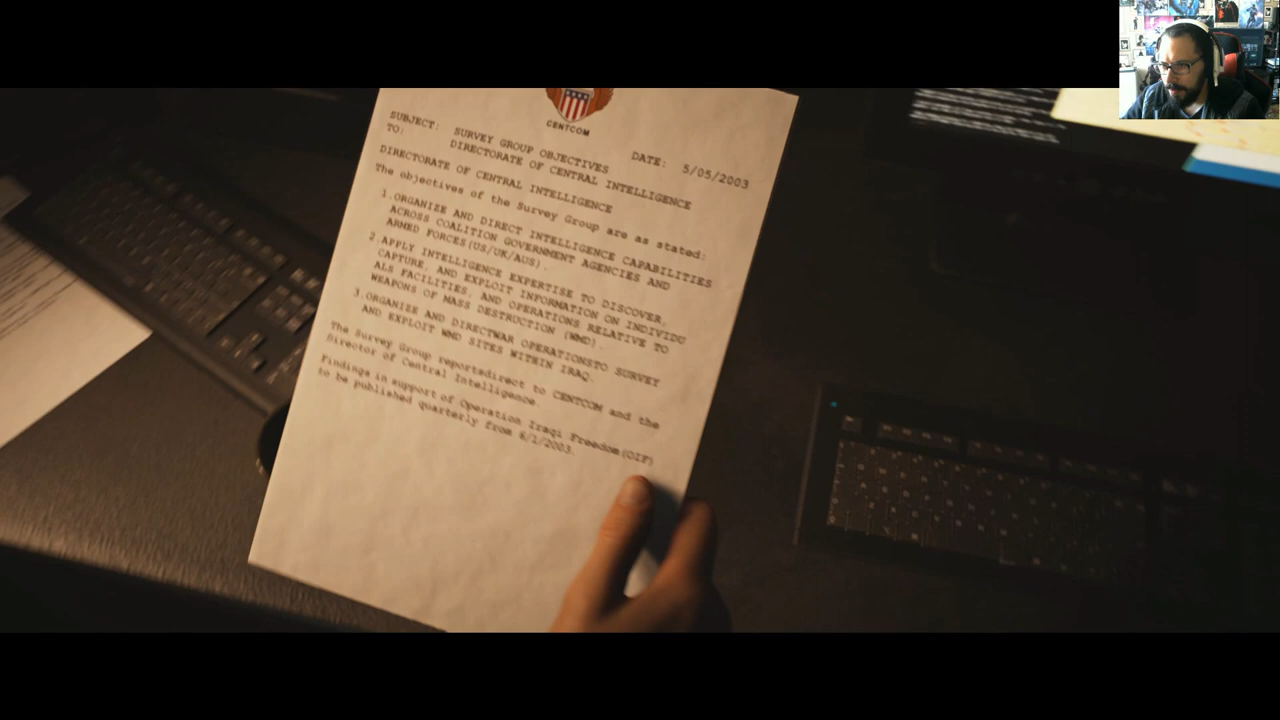 CENTCOM
SUBJECT: SURVEY GROUP OBJECTIVES DATE: 5/05/2003
TO: DIRECTORATE OF CENTRAL INTELLIGENCE
DIRECTORATE OF CENTRAL INTELLIGENCE
The objectives of the Survey Group are as stated:
1.ORGANIZE AND DIRECT INTELLIGENCE CAPABILITIES
ACROSS COALITION GOVERNMENT AGENCIES AND
ARMED FORCES(US/UK/AUS).
2.APPLY INTELLIGENCE EXPERTISE TO DISCOVER,
CAPTURE, AND EXPLOIT INFORMATION ON INDIVIDU
ALS FACILITIES, AND OPERATIONS RELATIVE TO
WEAPONS OF MASS DESTRUCTION (WMD).
3.ORGANIZE AND DIRECTWAR OPERATIONSTO SURVEY
AND EXPLOIT WMD SITES WITHIN IRAQ.
The Survey Group reportsdirect to CENTCOM and the
Director of Central Intelligence.
Findings in support of Operation Iraqi Freedom(OIF)
to be published quarterly from 6/1/2003.